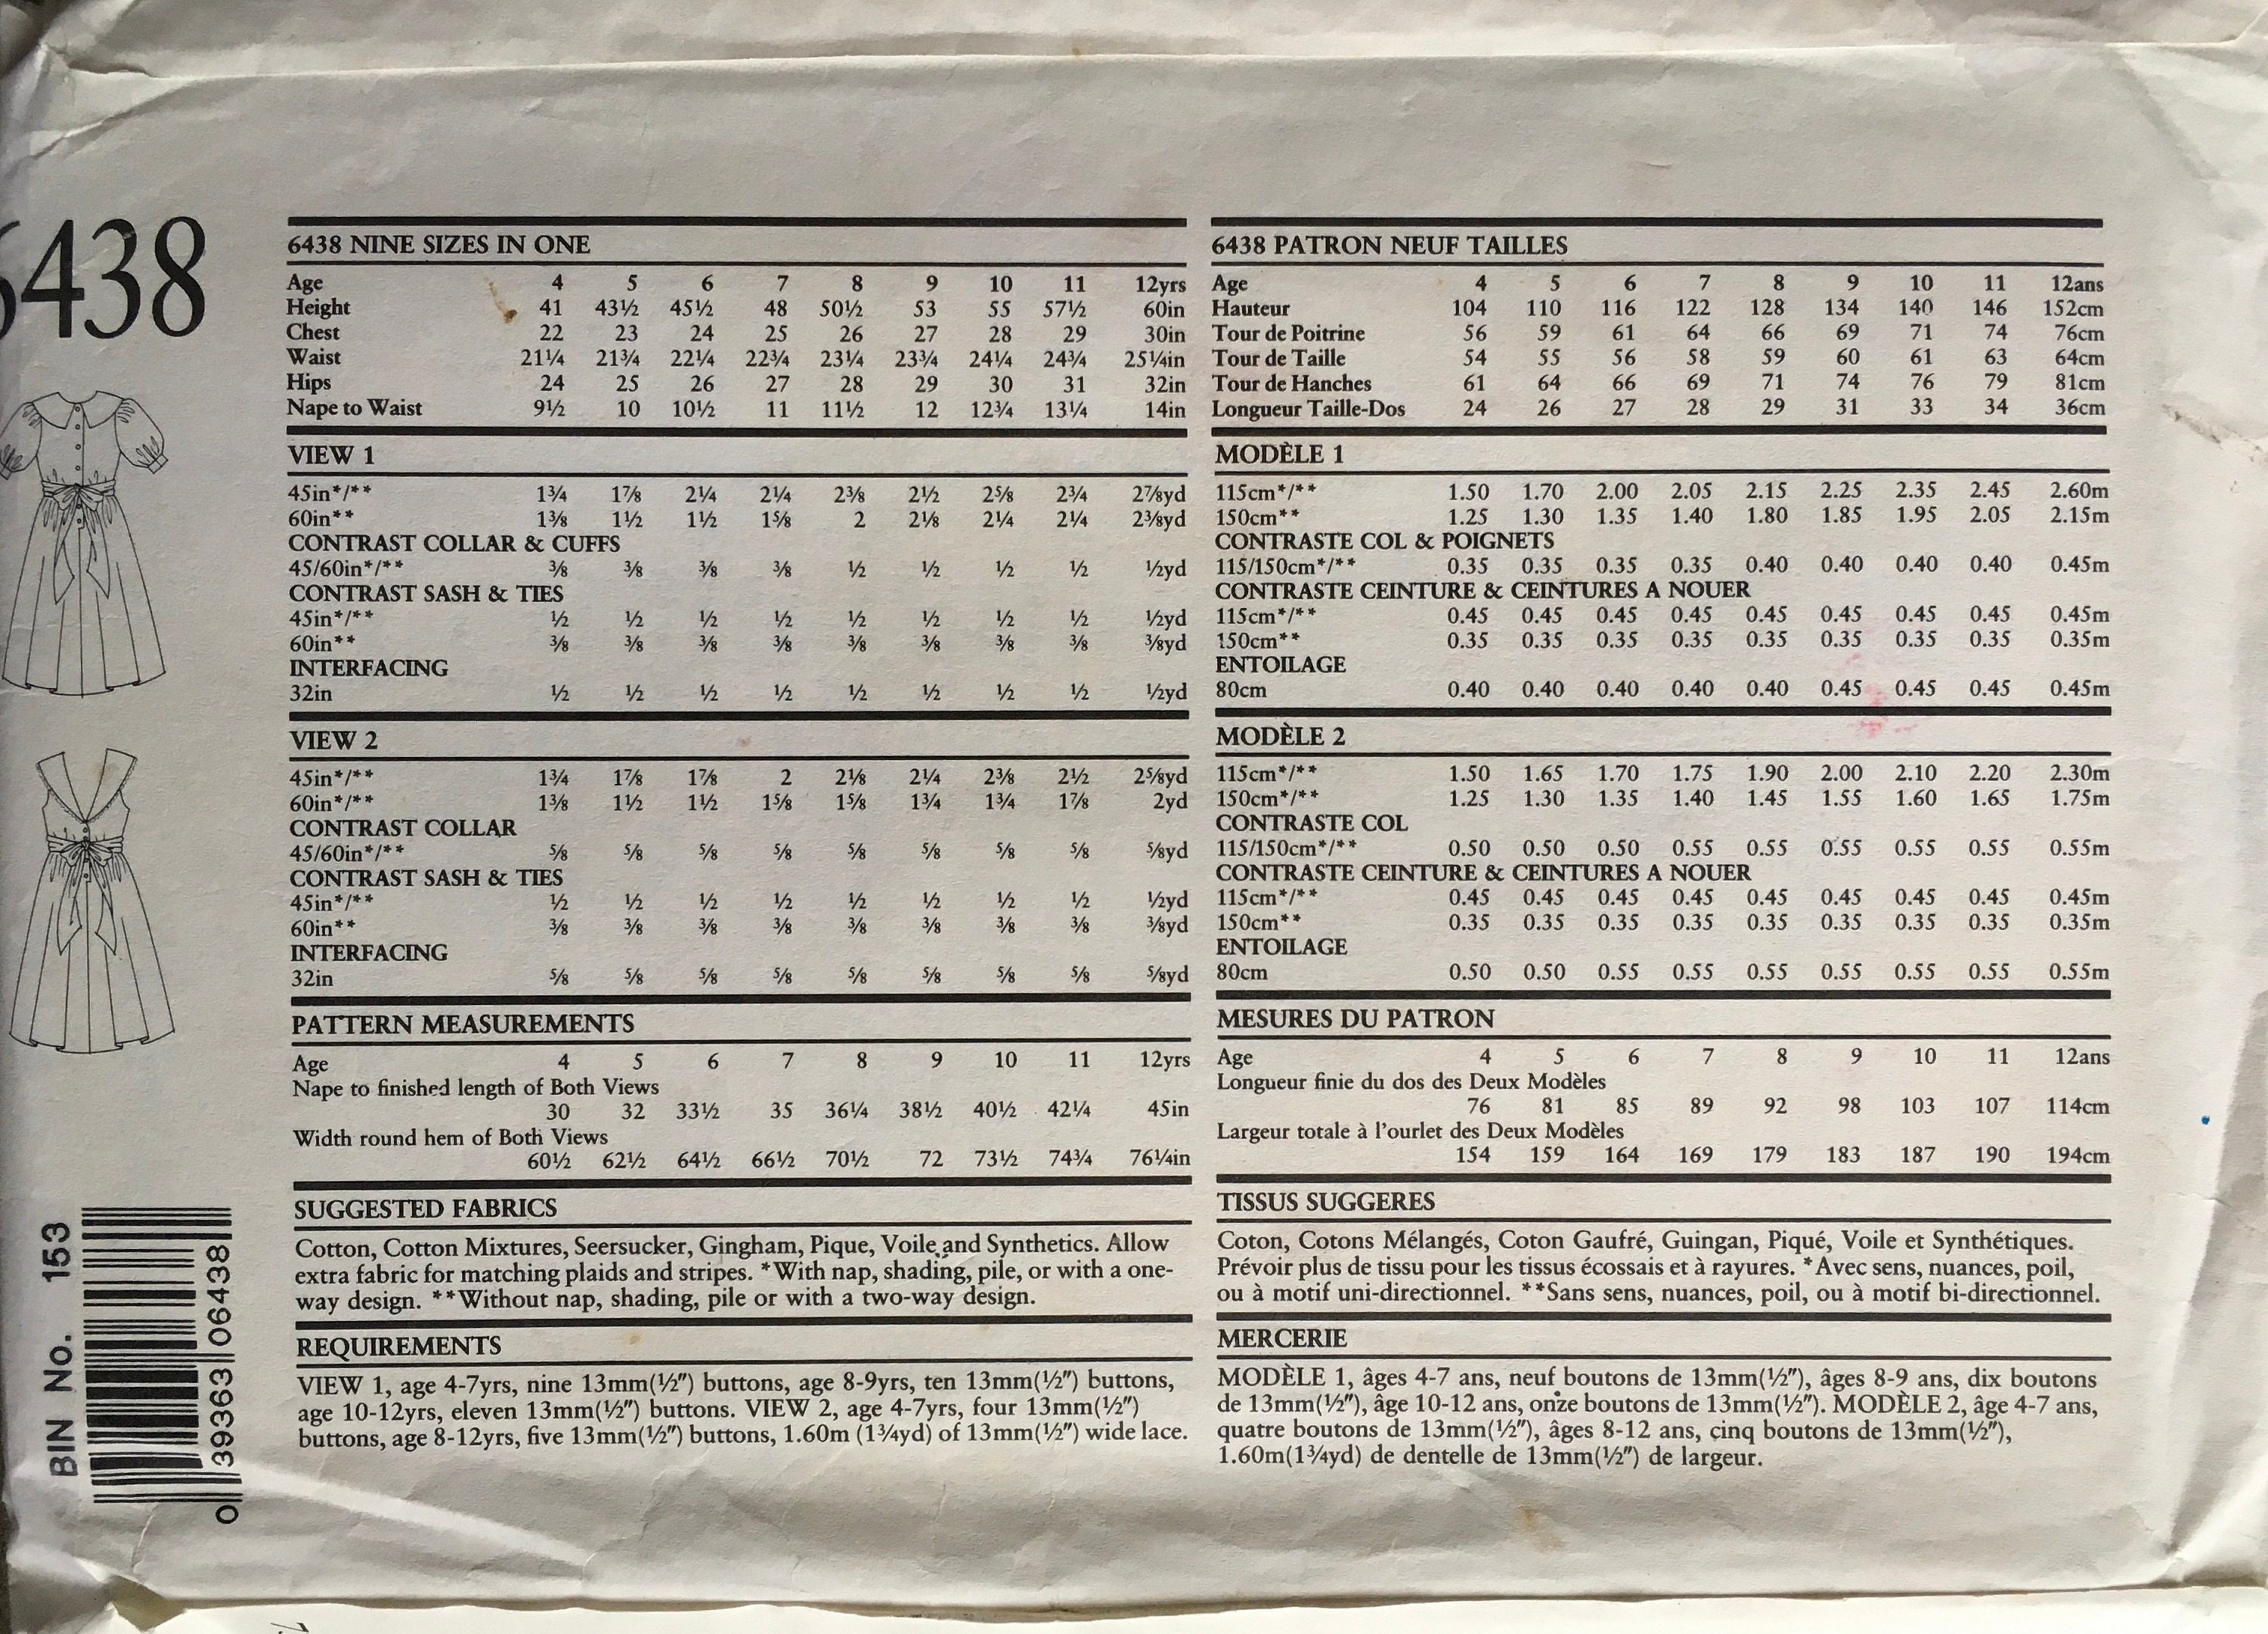 6438
6438 NINE SIZES IN ONE
Age 4 5 6 7 8 9 10 11 12yrs
Height 41 43½ 45½ 48 50½ 53 55 57½ 60in
Chest 22 23 24 25 26 27 28 29 30in
Waist 21¼ 21¾ 22¼ 22¾ 23¼ 23¾ 24¼ 24¾ 25¼in
Hips 24 25 26 27 28 29 30 31 32in
Nape to Waist 9½ 10 10½ 11 11½ 12 12¾ 13¼ 14in
VIEW 1
45in*/** 1¾ 1⅞ 2¼ 2¼ 2⅜ 2½ 2⅝ 2¾ 2⅞yd
60in** 1⅜ 1½ 1½ 1⅝ 2 2⅛ 2¼ 2¼ 2⅜yd
CONTRAST COLLAR & CUFFS
45/60in*/** ⅜ ⅜ ⅜ ⅜ ½ ½ ½ ½ ½yd
CONTRAST SASH & TIES
45in*/** ½ ½ ½ ½ ½ ½ ½ ½ ½yd
60in** ⅜ ⅜ ⅜ ⅜ ⅜ ⅜ ⅜ ⅜ ⅜yd
INTERFACING
32in ½ ½ ½ ½ ½ ½ ½ ½ ½yd
VIEW 2
45in*/** 1¾ 1⅞ 1⅞ 2 2⅛ 2¼ 2⅜ 2½ 2⅝yd
60in*/** 1⅜ 1½ 1½ 1⅝ 1⅝ 1¾ 1¾ 1⅞ 2yd
CONTRAST COLLAR
45/60in*/** ⅝ ⅝ ⅝ ⅝ ⅝ ⅝ ⅝ ⅝ ⅝yd
CONTRAST SASH & TIES
45in*/** ½ ½ ½ ½ ½ ½ ½ ½ ½yd
60in** ⅜ ⅜ ⅜ ⅜ ⅜ ⅜ ⅜ ⅜ ⅜yd
INTERFACING
32in ⅝ ⅝ ⅝ ⅝ ⅝ ⅝ ⅝ ⅝ ⅝yd
PATTERN MEASUREMENTS
Age 4 5 6 7 8 9 10 11 12yrs
Nape to finished length of Both Views
30 32 33½ 35 36¼ 38½ 40½ 42¼ 45in
Width round hem of Both Views
60½ 62½ 64½ 66½ 70½ 72 73½ 74¾ 76¼in
SUGGESTED FABRICS
Cotton, Cotton Mixtures, Seersucker, Gingham, Pique, Voile and Synthetics. Allow
extra fabric for matching plaids and stripes. *With nap, shading, pile, or with a one-
way design. **Without nap, shading, pile or with a two-way design.
REQUIREMENTS
VIEW 1, age 4-7yrs, nine 13mm(½") buttons, age 8-9yrs, ten 13mm(½") buttons,
age 10-12yrs, eleven 13mm(½") buttons. VIEW 2, age 4-7yrs, four 13mm(½")
buttons, age 8-12yrs, five 13mm(½") buttons, 1.60m (1¾yd) of 13mm(½") wide lace.
6438 PATRON NEUF TAILLES
Age 4 5 6 7 8 9 10 11 12ans
Hauteur 104 110 116 122 128 134 140 146 152cm
Tour de Poitrine 56 59 61 64 66 69 71 74 76cm
Tour de Taille 54 55 56 58 59 60 61 63 64cm
Tour de Hanches 61 64 66 69 71 74 76 79 81cm
Longueur Taille-Dos 24 26 27 28 29 31 33 34 36cm
MODÈLE 1
115cm*/** 1.50 1.70 2.00 2.05 2.15 2.25 2.35 2.45 2.60m
150cm** 1.25 1.30 1.35 1.40 1.80 1.85 1.95 2.05 2.15m
CONTRASTE COL & POIGNETS
115/150cm*/** 0.35 0.35 0.35 0.35 0.40 0.40 0.40 0.40 0.45m
CONTRASTE CEINTURE & CEINTURES A NOUER
115cm*/** 0.45 0.45 0.45 0.45 0.45 0.45 0.45 0.45 0.45m
150cm** 0.35 0.35 0.35 0.35 0.35 0.35 0.35 0.35 0.35m
ENTOILAGE
80cm 0.40 0.40 0.40 0.40 0.40 0.45 0.45 0.45 0.45m
MODÈLE 2
115cm*/** 1.50 1.65 1.70 1.75 1.90 2.00 2.10 2.20 2.30m
150cm*/** 1.25 1.30 1.35 1.40 1.45 1.55 1.60 1.65 1.75m
CONTRASTE COL
115/150cm*/** 0.50 0.50 0.50 0.55 0.55 0.55 0.55 0.55 0.55m
CONTRASTE CEINTURE & CEINTURES A NOUER
115cm*/** 0.45 0.45 0.45 0.45 0.45 0.45 0.45 0.45 0.45m
150cm** 0.35 0.35 0.35 0.35 0.35 0.35 0.35 0.35 0.35m
ENTOILAGE
80cm 0.50 0.50 0.55 0.55 0.55 0.55 0.55 0.55 0.55m
MESURES DU PATRON
Age 4 5 6 7 8 9 10 11 12ans
Longueur finie du dos des Deux Modèles
76 81 85 89 92 98 103 107 114cm
Largeur totale à l'ourlet des Deux Modèles
154 159 164 169 179 183 187 190 194cm
TISSUS SUGGERES
Coton, Cotons Mélangés, Coton Gaufré, Guingan, Piqué, Voile et Synthétiques.
Prévoir plus de tissu pour les tissus écossais et à rayures. *Avec sens, nuances, poil,
ou à motif uni-directionnel. **Sans sens, nuances, poil, ou à motif bi-directionnel.
MERCERIE
MODÈLE 1, âges 4-7 ans, neuf boutons de 13mm(½"), âges 8-9 ans, dix boutons
de 13mm(½"), âge 10-12 ans, onze boutons de 13mm(½"). MODÈLE 2, âge 4-7 ans,
quatre boutons de 13mm(½"), âges 8-12 ans, cinq boutons de 13mm(½"),
1.60m(1¾yd) de dentelle de 13mm(½") de largeur.
BIN No. 153
0 39363 06438